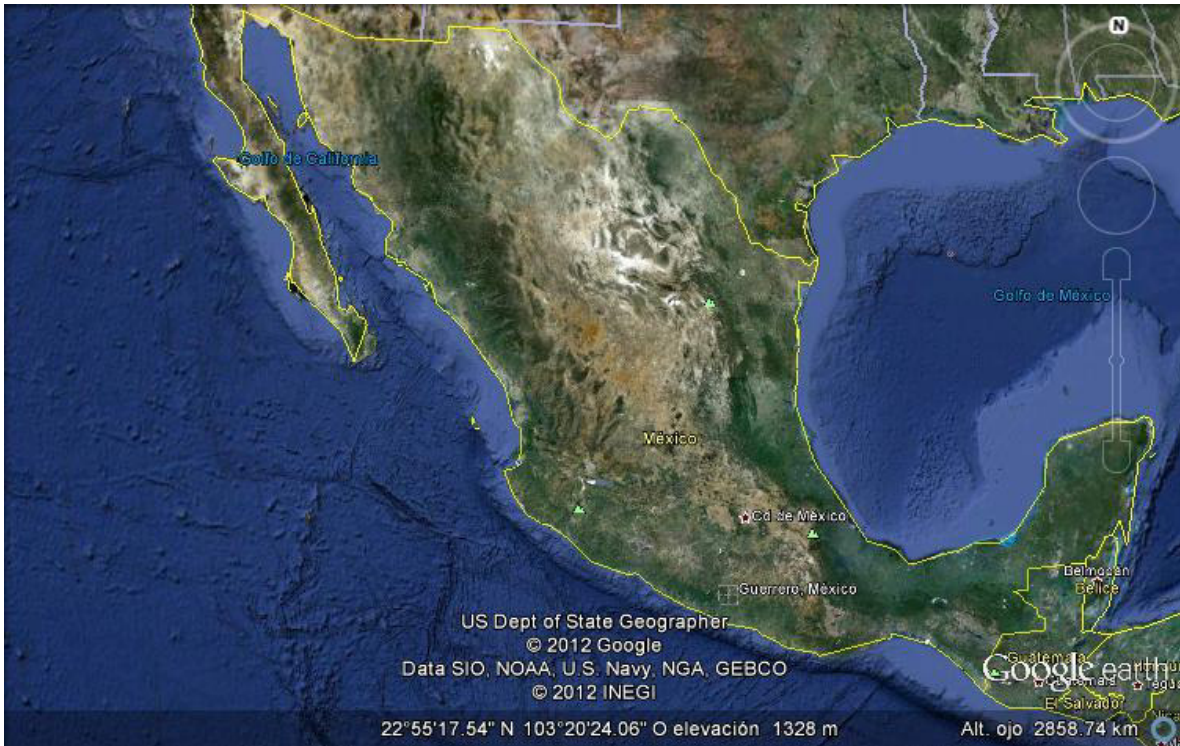 N
Golfo de California
Golfo de México
México
Cd de México
Belmopan
Belice
Guerrero, México
US Dept of State Geographer
© 2012 Google
Data SIO, NOAA, U.S. Navy, NGA, GEBCO
© 2012 INEGI
Guatemala
Google earth
Guatemala
El Salvador
22°55'17.54" N 103°20'24.06" O elevación 1328 m
Alt. ojo 2858.74 km